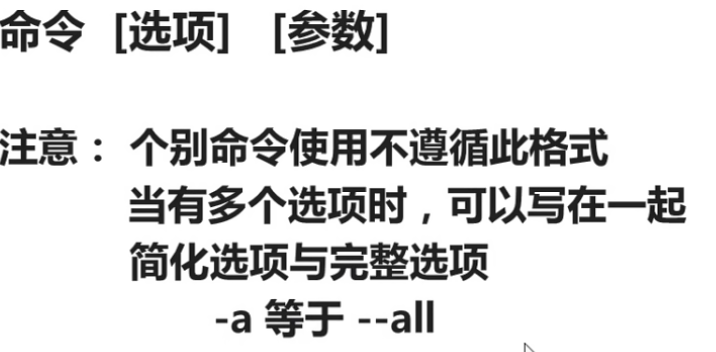 命令 [选项] [参数]
注意： 个别命令使用不遵循此格式
当有多个选项时，可以写在一起
简化选项与完整选项
-a 等于 --all